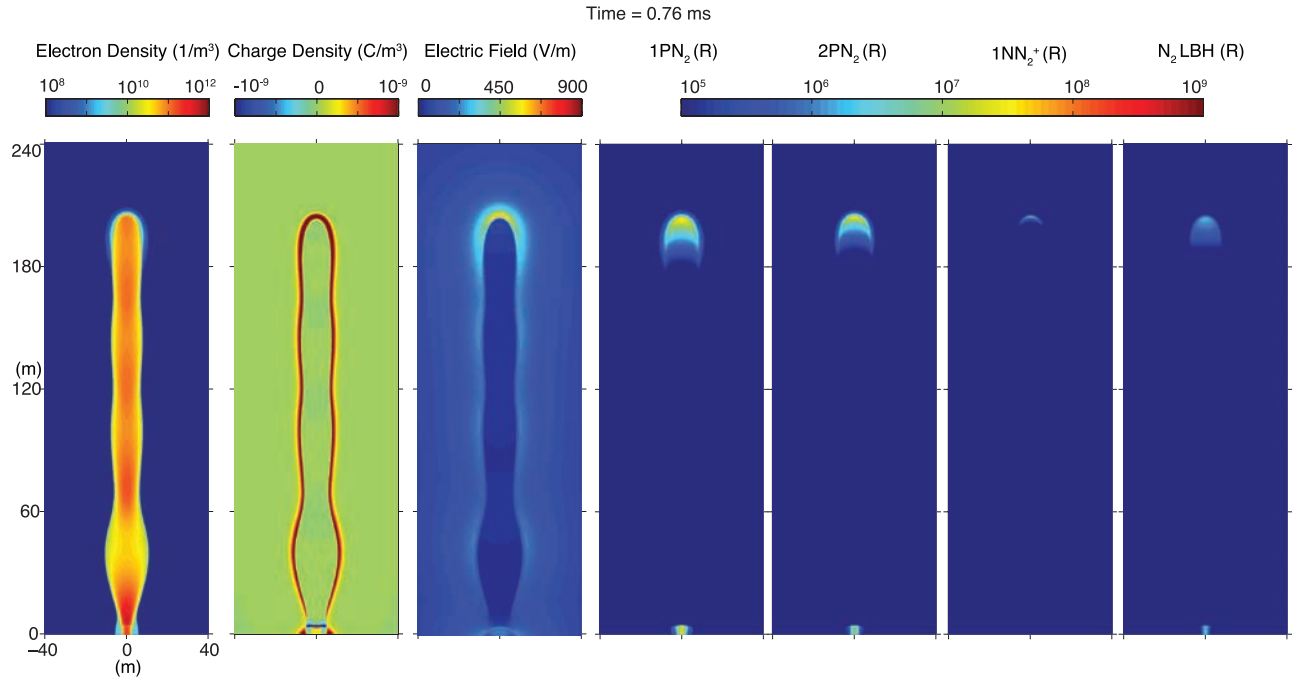 Time = 0.76 ms
Electron Density (1/m³) Charge Density (C/m³) Electric Field (V/m) 1PN₂ (R) 2PN₂ (R) 1NN₂⁺ (R) N₂ LBH (R)
10⁸ 10¹⁰ 10¹² -10⁻⁹ 0 10⁻⁹ 0 450 900 10⁵ 10⁶ 10⁷ 10⁸ 10⁹
240
180
(m)
120
60
0
−40 0 40
(m)